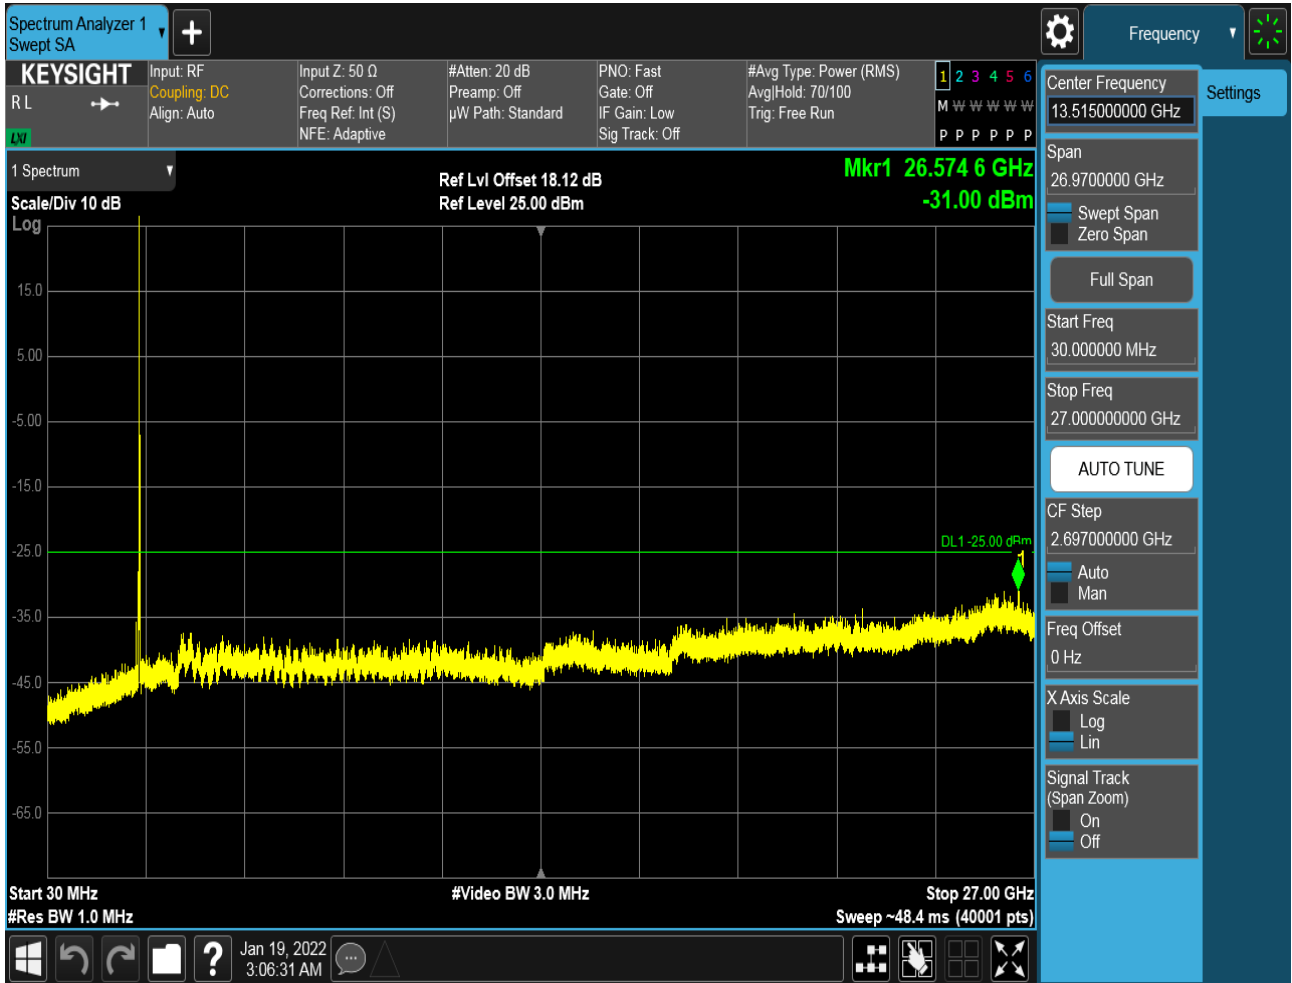 Spectrum Analyzer 1
Swept SA
Frequency
KEYSIGHT
R L
LXI
Input: RF
Coupling: DC
Align: Auto
Input Z: 50 Ω
Corrections: Off
Freq Ref: Int (S)
NFE: Adaptive
#Atten: 20 dB
Preamp: Off
µW Path: Standard
PNO: Fast
Gate: Off
IF Gain: Low
Sig Track: Off
#Avg Type: Power (RMS)
Avg|Hold: 70/100
Trig: Free Run
1 2 3 4 5 6
M W W W W W
P P P P P P
Center Frequency
13.515000000 GHz
Settings
1 Spectrum
Scale/Div 10 dB
Log
Ref Lvl Offset 18.12 dB
Ref Level 25.00 dBm
Mkr1 26.574 6 GHz
-31.00 dBm
15.0
5.00
-5.00
-15.0
-25.0
-35.0
-45.0
-55.0
-65.0
DL1 -25.00 dBm
1
Start 30 MHz
#Res BW 1.0 MHz
#Video BW 3.0 MHz
Stop 27.00 GHz
Sweep ~48.4 ms (40001 pts)
Span
26.9700000 GHz
Swept Span
Zero Span
Full Span
Start Freq
30.000000 MHz
Stop Freq
27.000000000 GHz
AUTO TUNE
CF Step
2.697000000 GHz
Auto
Man
Freq Offset
0 Hz
X Axis Scale
Log
Lin
Signal Track
(Span Zoom)
On
Off
?
Jan 19, 2022
3:06:31 AM